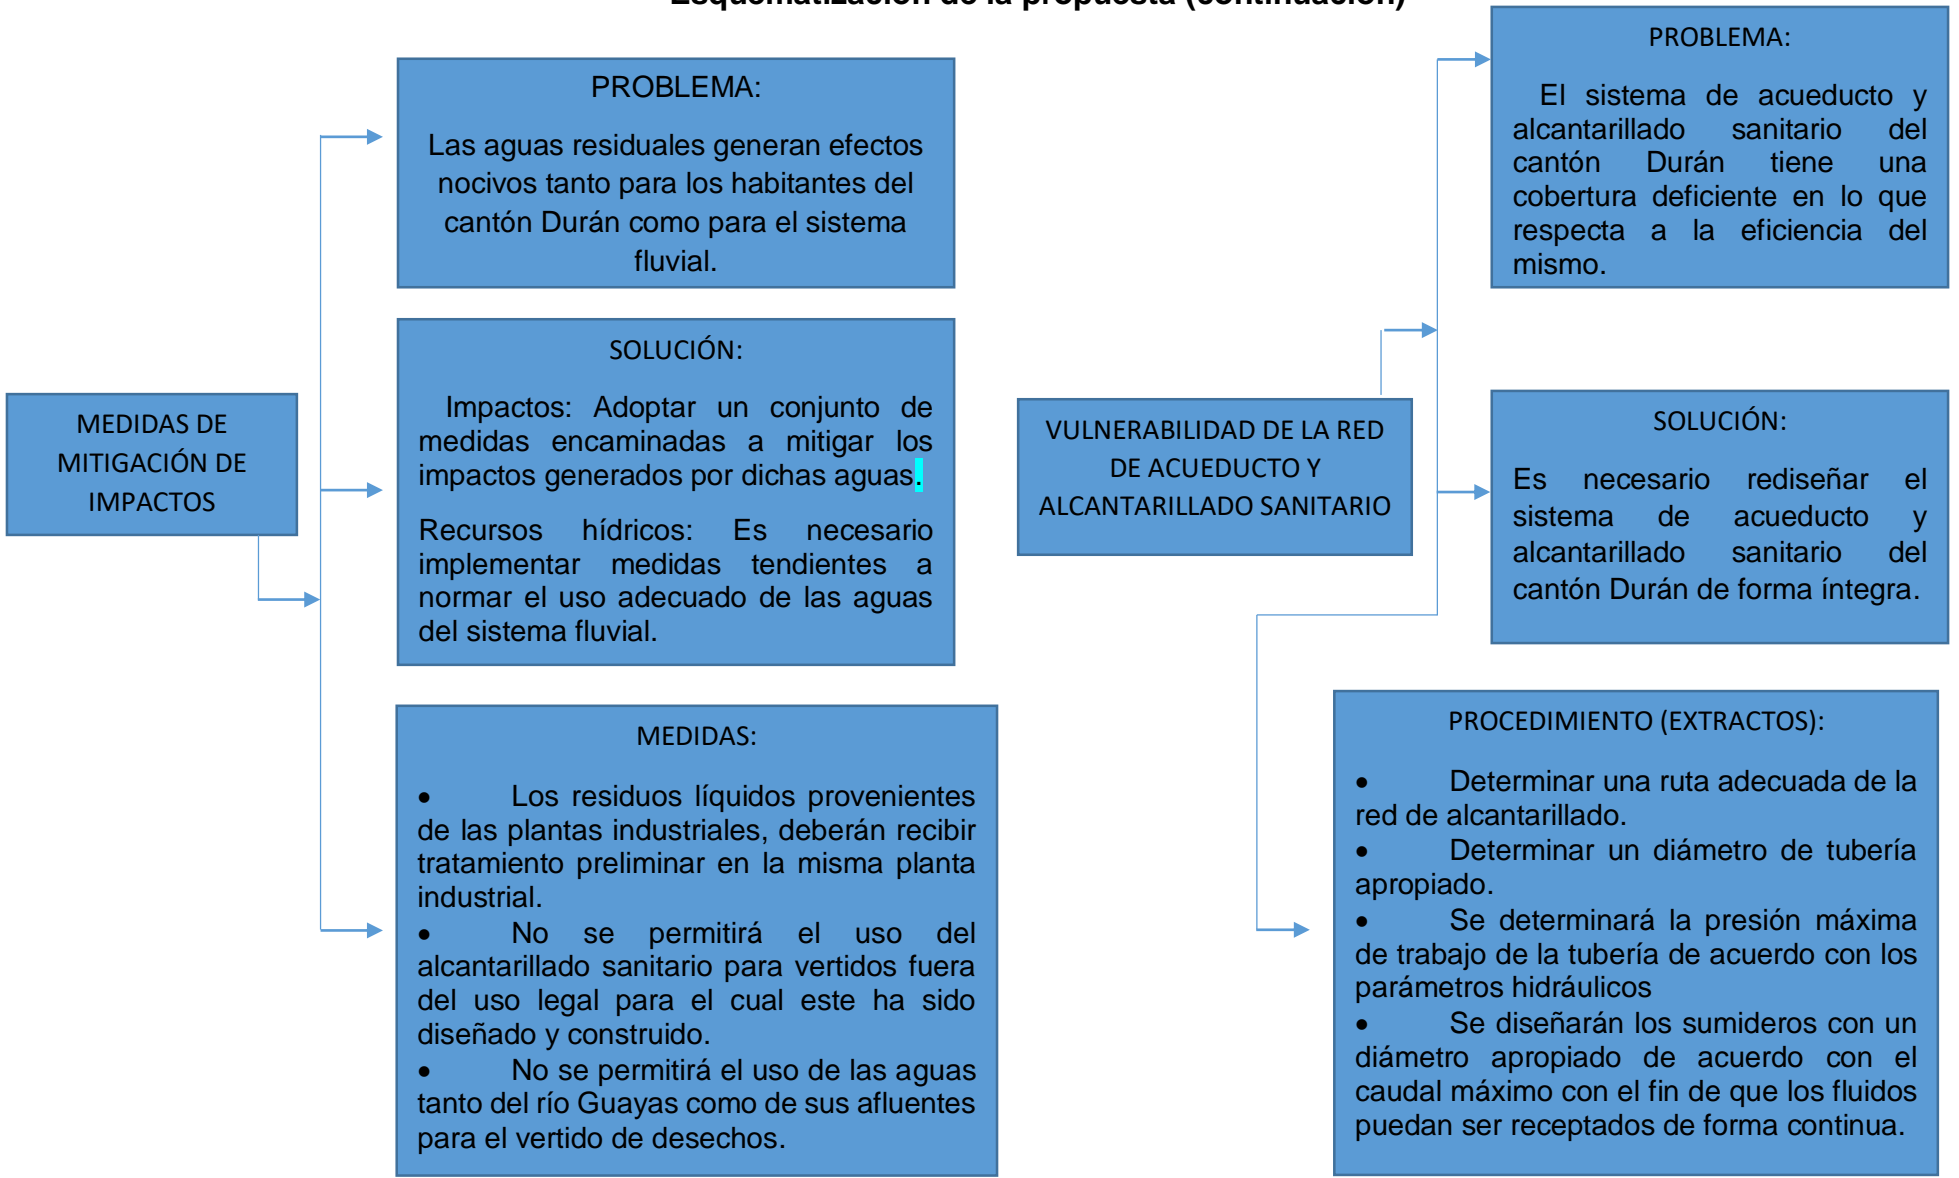 Esquematización de la propuesta (continuación)
MEDIDAS DE
MITIGACIÓN DE
IMPACTOS
PROBLEMA:
Las aguas residuales generan efectos
nocivos tanto para los habitantes del
cantón Durán como para el sistema
fluvial.
SOLUCIÓN:
Impactos: Adoptar un conjunto de
medidas encaminadas a mitigar los
impactos generados por dichas aguas.
Recursos hídricos: Es necesario
implementar medidas tendientes a
normar el uso adecuado de las aguas
del sistema fluvial.
MEDIDAS:
• Los residuos líquidos provenientes
de las plantas industriales, deberán recibir
tratamiento preliminar en la misma planta
industrial.
• No se permitirá el uso del
alcantarillado sanitario para vertidos fuera
del uso legal para el cual este ha sido
diseñado y construido.
• No se permitirá el uso de las aguas
tanto del río Guayas como de sus afluentes
para el vertido de desechos.
VULNERABILIDAD DE LA RED
DE ACUEDUCTO Y
ALCANTARILLADO SANITARIO
PROBLEMA:
El sistema de acueducto y
alcantarillado sanitario del
cantón Durán tiene una
cobertura deficiente en lo que
respecta a la eficiencia del
mismo.
SOLUCIÓN:
Es necesario rediseñar el
sistema de acueducto y
alcantarillado sanitario del
cantón Durán de forma íntegra.
PROCEDIMIENTO (EXTRACTOS):
• Determinar una ruta adecuada de la
red de alcantarillado.
• Determinar un diámetro de tubería
apropiado.
• Se determinará la presión máxima
de trabajo de la tubería de acuerdo con los
parámetros hidráulicos
• Se diseñarán los sumideros con un
diámetro apropiado de acuerdo con el
caudal máximo con el fin de que los fluidos
puedan ser receptados de forma continua.